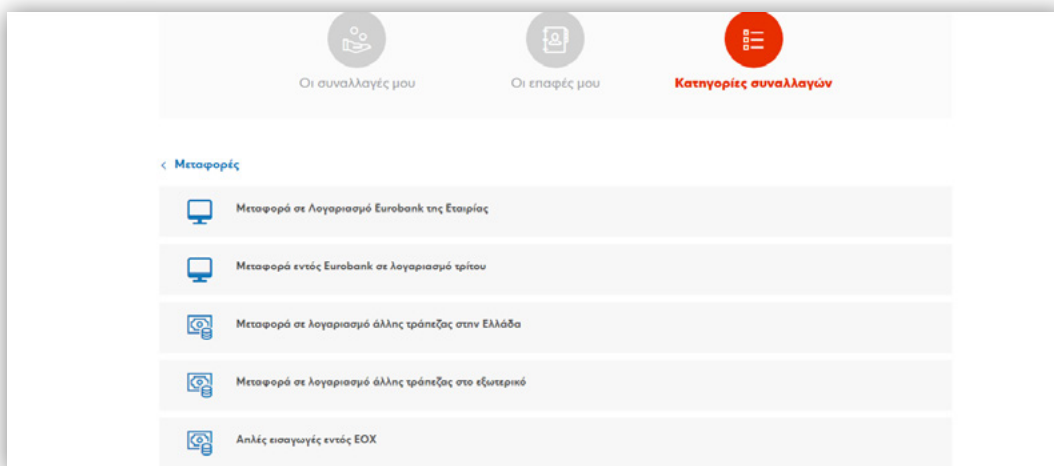 Οι συναλλαγές μου
Οι επαφές μου
Κατηγορίες συναλλαγών
< Μεταφορές
Μεταφορά σε Λογαριασμό Eurobank της Εταιρίας
Μεταφορά εντός Eurobank σε λογαριασμό τρίτου
Μεταφορά σε λογαριασμό άλλης τράπεζας στην Ελλάδα
Μεταφορά σε λογαριασμό άλλης τράπεζας στο εξωτερικό
Απλές εισαγωγές εντός ΕΟΧ